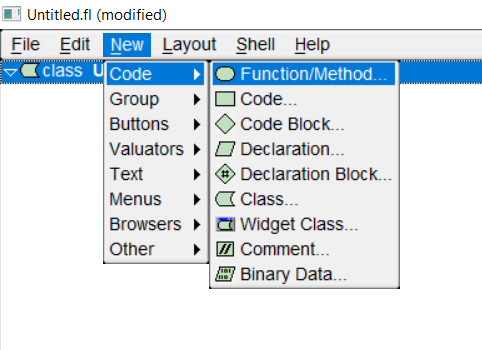 Untitled.fl (modified)
File Edit New Layout Shell Help
class U
Code
Group
Buttons
Valuators
Text
Menus
Browsers
Other
Function/Method...
Code...
Code Block...
Declaration...
Declaration Block...
Class...
Widget Class...
Comment...
Binary Data...